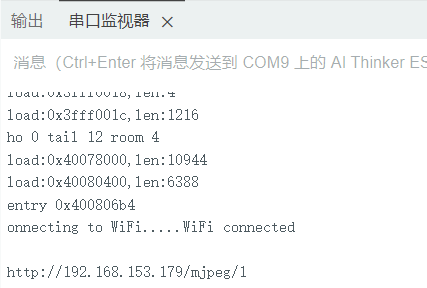 输出 串口监视器 ×
消息（Ctrl+Enter 将消息发送到 COM9 上的 AI Thinker ES
load:0x3fff0018,len:4
load:0x3fff001c,len:1216
ho 0 tail 12 room 4
load:0x40078000,len:10944
load:0x40080400,len:6388
entry 0x400806b4
onnecting to WiFi.....WiFi connected
http://192.168.153.179/mjpeg/1